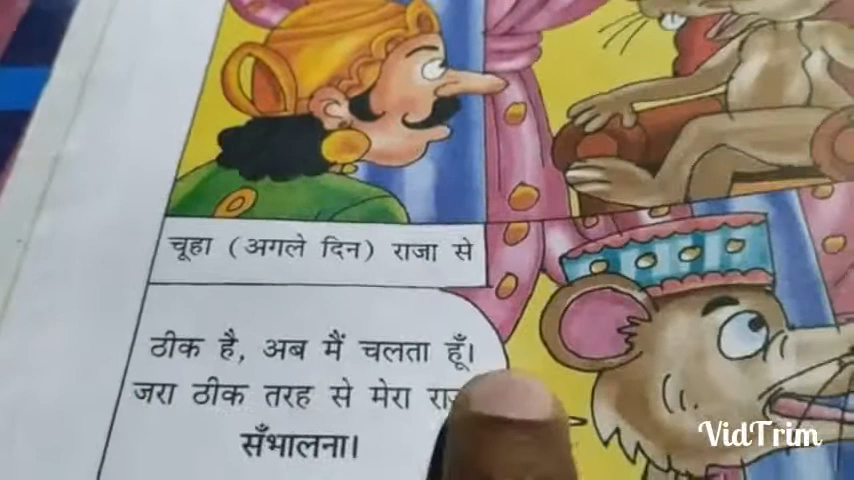 चूहा (अगले दिन) राजा से
ठीक है, अब मैं चलता हूँ।
जरा ठीक तरह से मेरा
सँभालना।
VidTrim